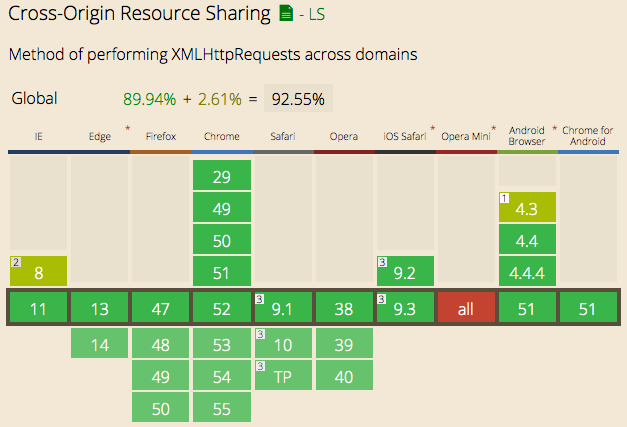 Cross-Origin Resource Sharing - LS
Method of performing XMLHttpRequests across domains
Global 89.94% + 2.61% = 92.55%
IE Edge * Firefox Chrome Safari Opera iOS Safari * Opera Mini * Android Browser * Chrome for Android
29
49 1 4.3
50 4.4
2 8 51 3 9.2 4.4.4
11 13 47 52 3 9.1 38 3 9.3 all 51 51
14 48 53 3 10 39
49 54 3 TP 40
50 55